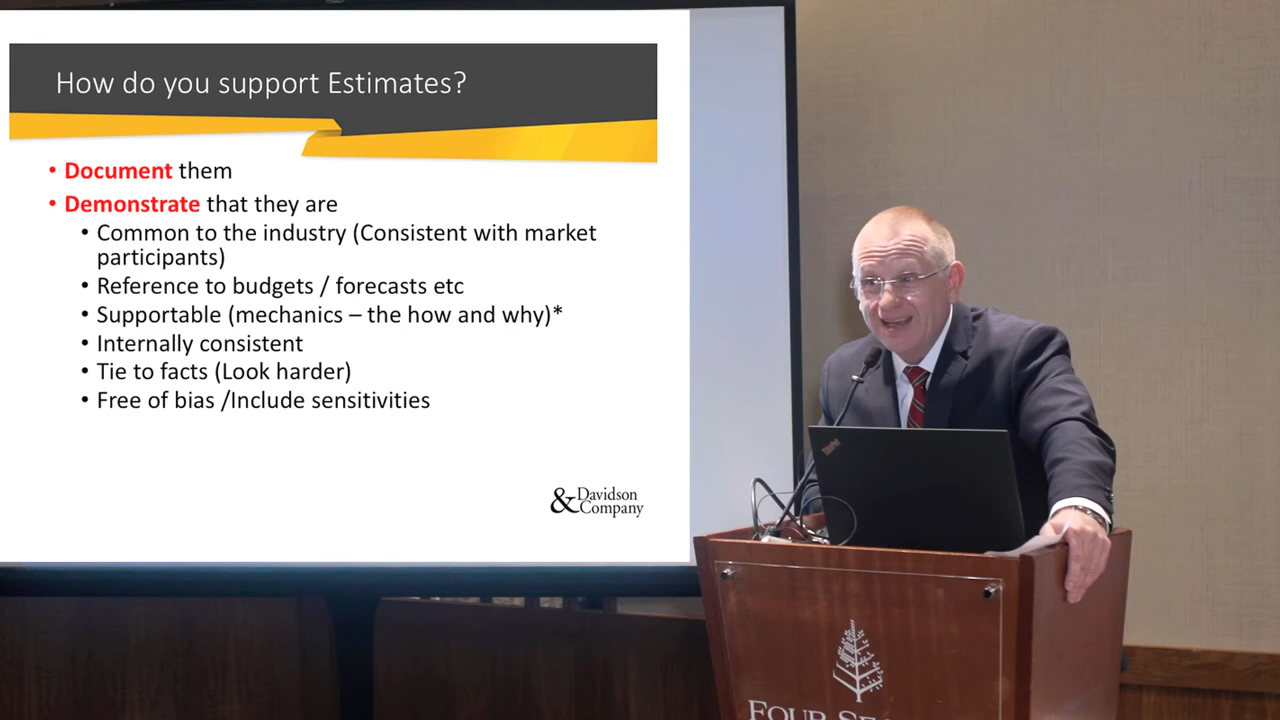 How do you support Estimates?
• Document them
• Demonstrate that they are
• Common to the industry (Consistent with market
participants)
• Reference to budgets / forecasts etc
• Supportable (mechanics – the how and why)*
• Internally consistent
• Tie to facts (Look harder)
• Free of bias /Include sensitivities
& Davidson
Company
ThinkPad
FOUR